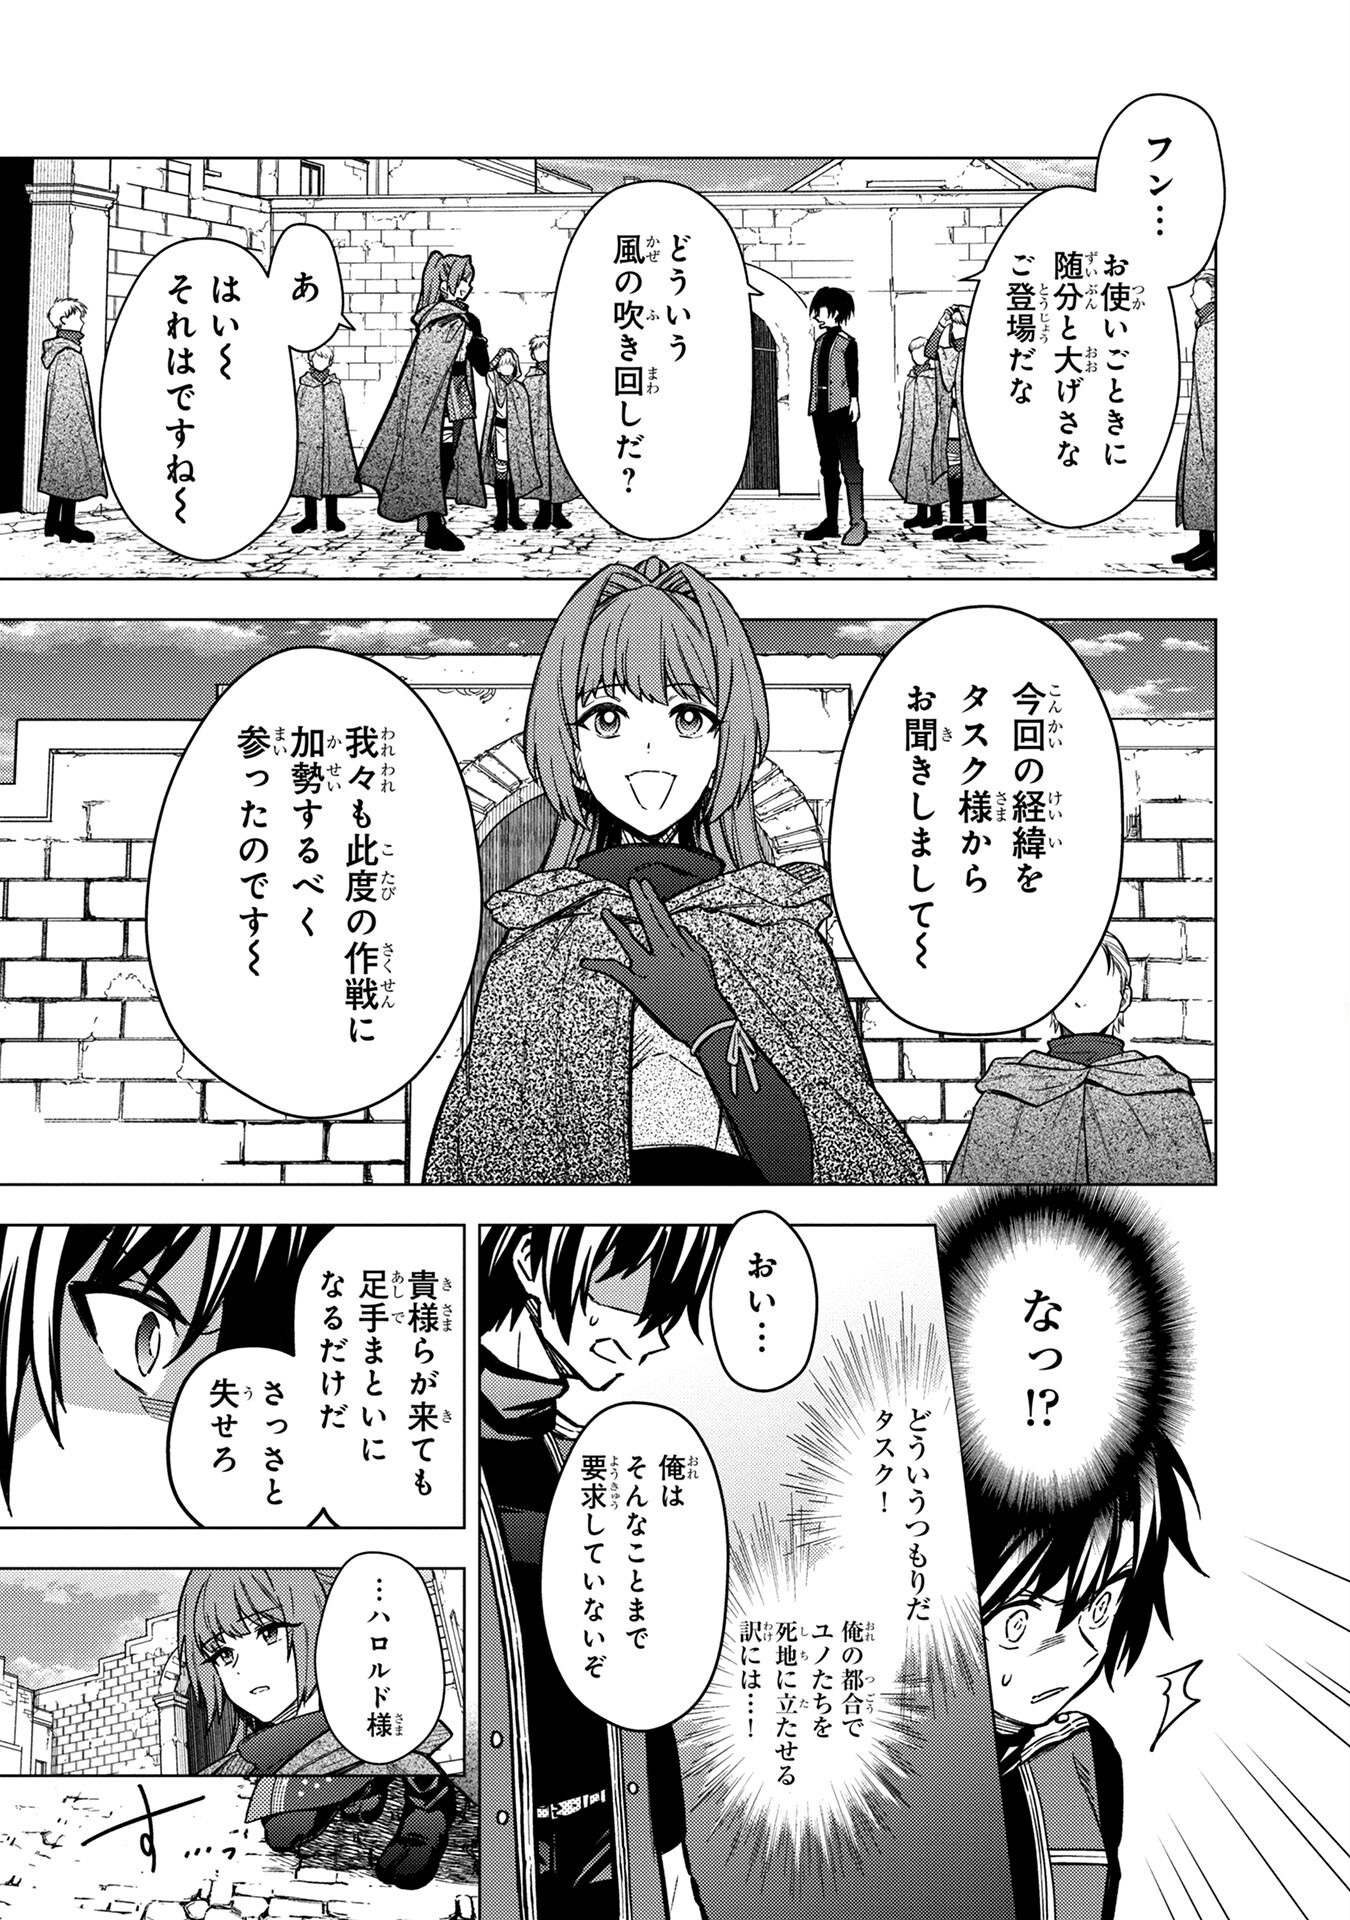 フン…
お使いごときに
随分と大げさな
ご登場だな
どういう
風の吹き回しだ?
あ
はい〜
それはですね〜
今回の経緯を
タスク様から
お聞きしまして〜
我々も此度の作戦に
加勢するべく
参ったのです〜
なっ!?
どういうつもりだ
タスク!
俺の都合で
ユノたちを
死地に立たせる
訳には…!
おい…
俺は
そんなことまで
要求していないぞ
貴様らが来ても
足手まといに
なるだけだ
さっさと
失せろ
…ハロルド様
す…っ